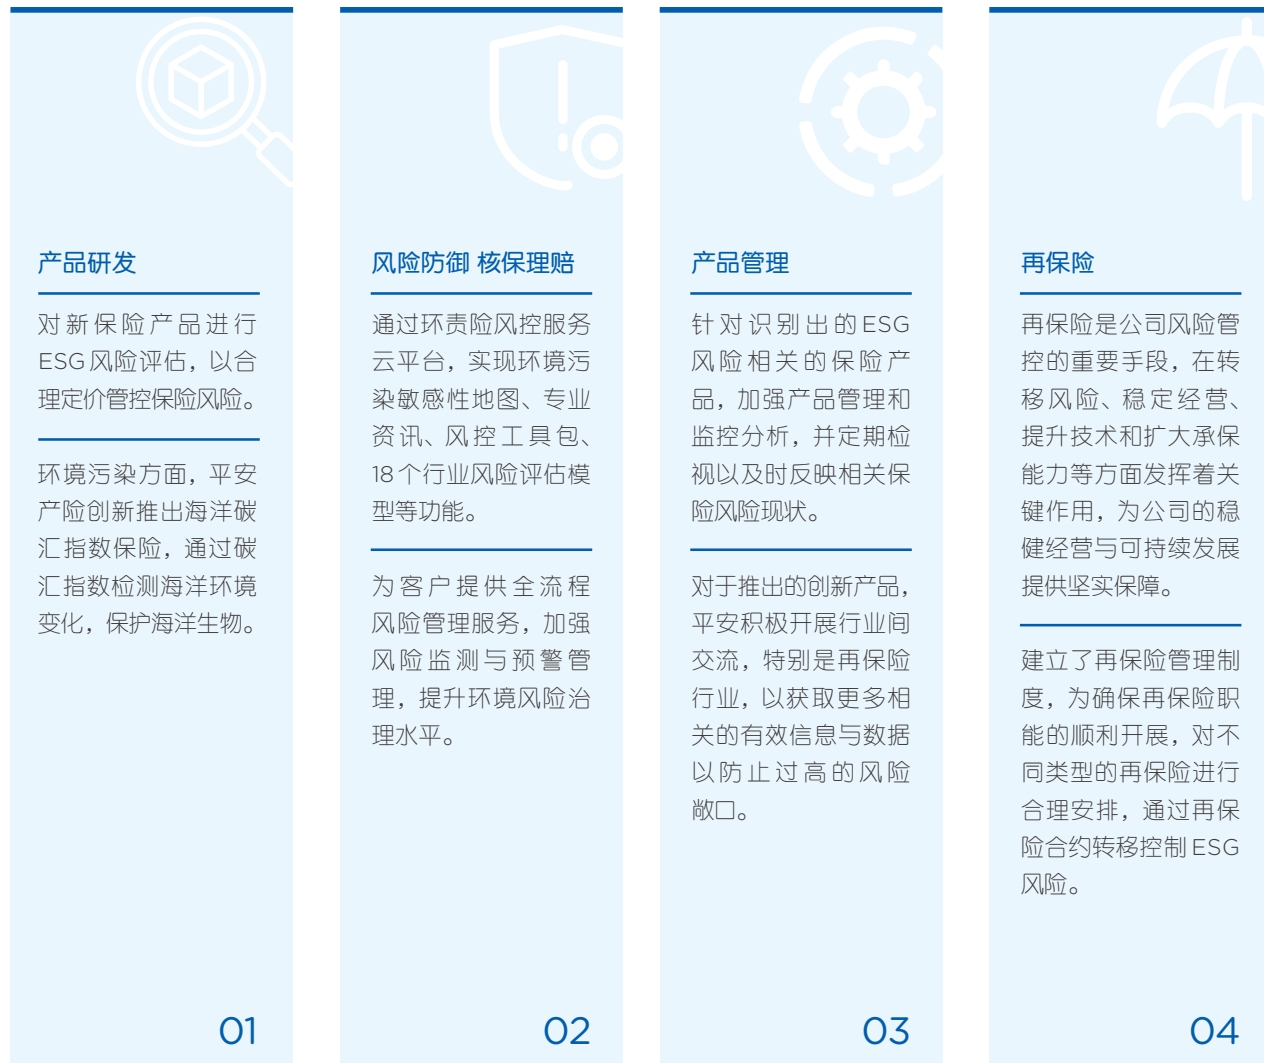 产品研发
对新保险产品进行
ESG风险评估，以合
理定价管控保险风险。
环境污染方面，平安
产险创新推出海洋碳
汇指数保险，通过碳
汇指数检测海洋环境
变化，保护海洋生物。
01
风险防御 核保理赔
通过环责险风控服务
云平台，实现环境污
染敏感性地图、专业
资讯、风控工具包、
18个行业风险评估模
型等功能。
为客户提供全流程
风险管理服务，加强
风险监测与预警管
理，提升环境风险治
理水平。
02
产品管理
针对识别出的ESG
风险相关的保险产
品，加强产品管理和
监控分析，并定期检
视以及时反映相关保
险风险现状。
对于推出的创新产品，
平安积极开展行业间
交流，特别是再保险
行业，以获取更多相
关的有效信息与数据
以防止过高的风险
敞口。
03
再保险
再保险是公司风险管
控的重要手段，在转
移风险、稳定经营、
提升技术和扩大承保
能力等方面发挥着关
键作用，为公司的稳
健经营与可持续发展
提供坚实保障。
建立了再保险管理制
度，为确保再保险职
能的顺利开展，对不
同类型的再保险进行
合理安排，通过再保
险合约转移控制 ESG
风险。
04